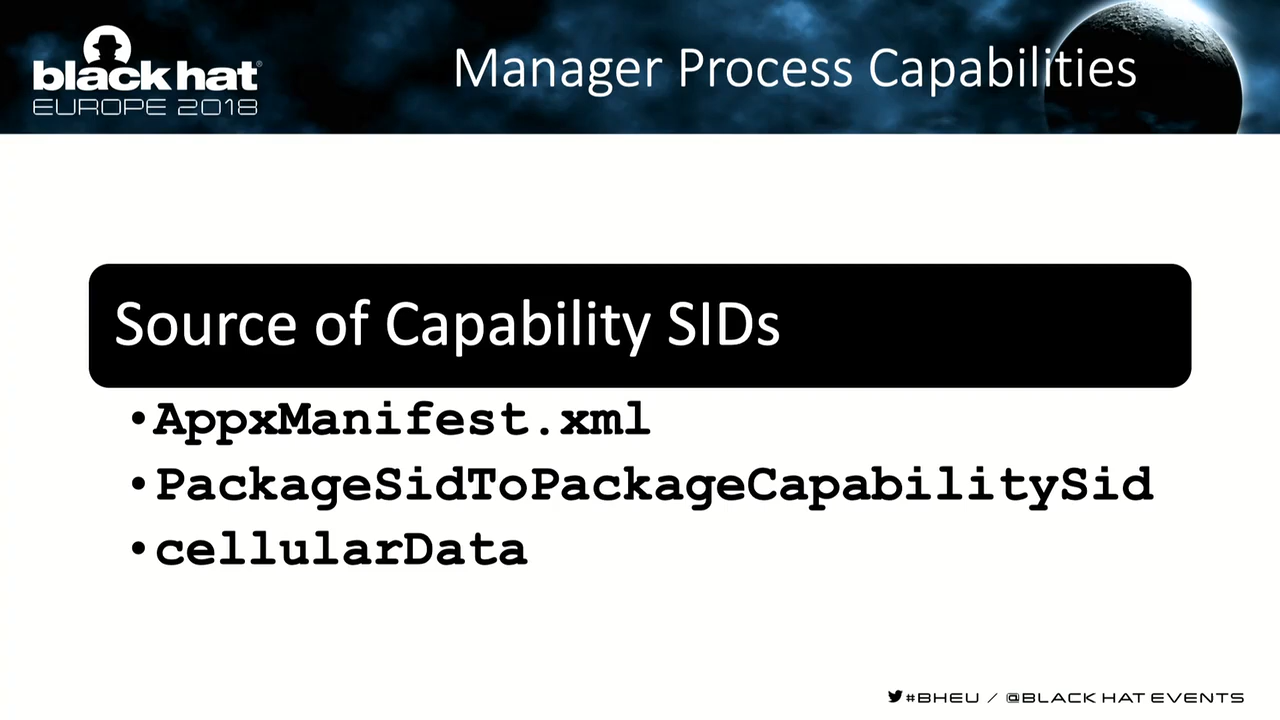 black hat®
EUROPE 2018
Manager Process Capabilities
Source of Capability SIDs
•AppxManifest.xml
•PackageSidToPackageCapabilitySid
•cellularData
#BHEU / @BLACK HAT EVENTS